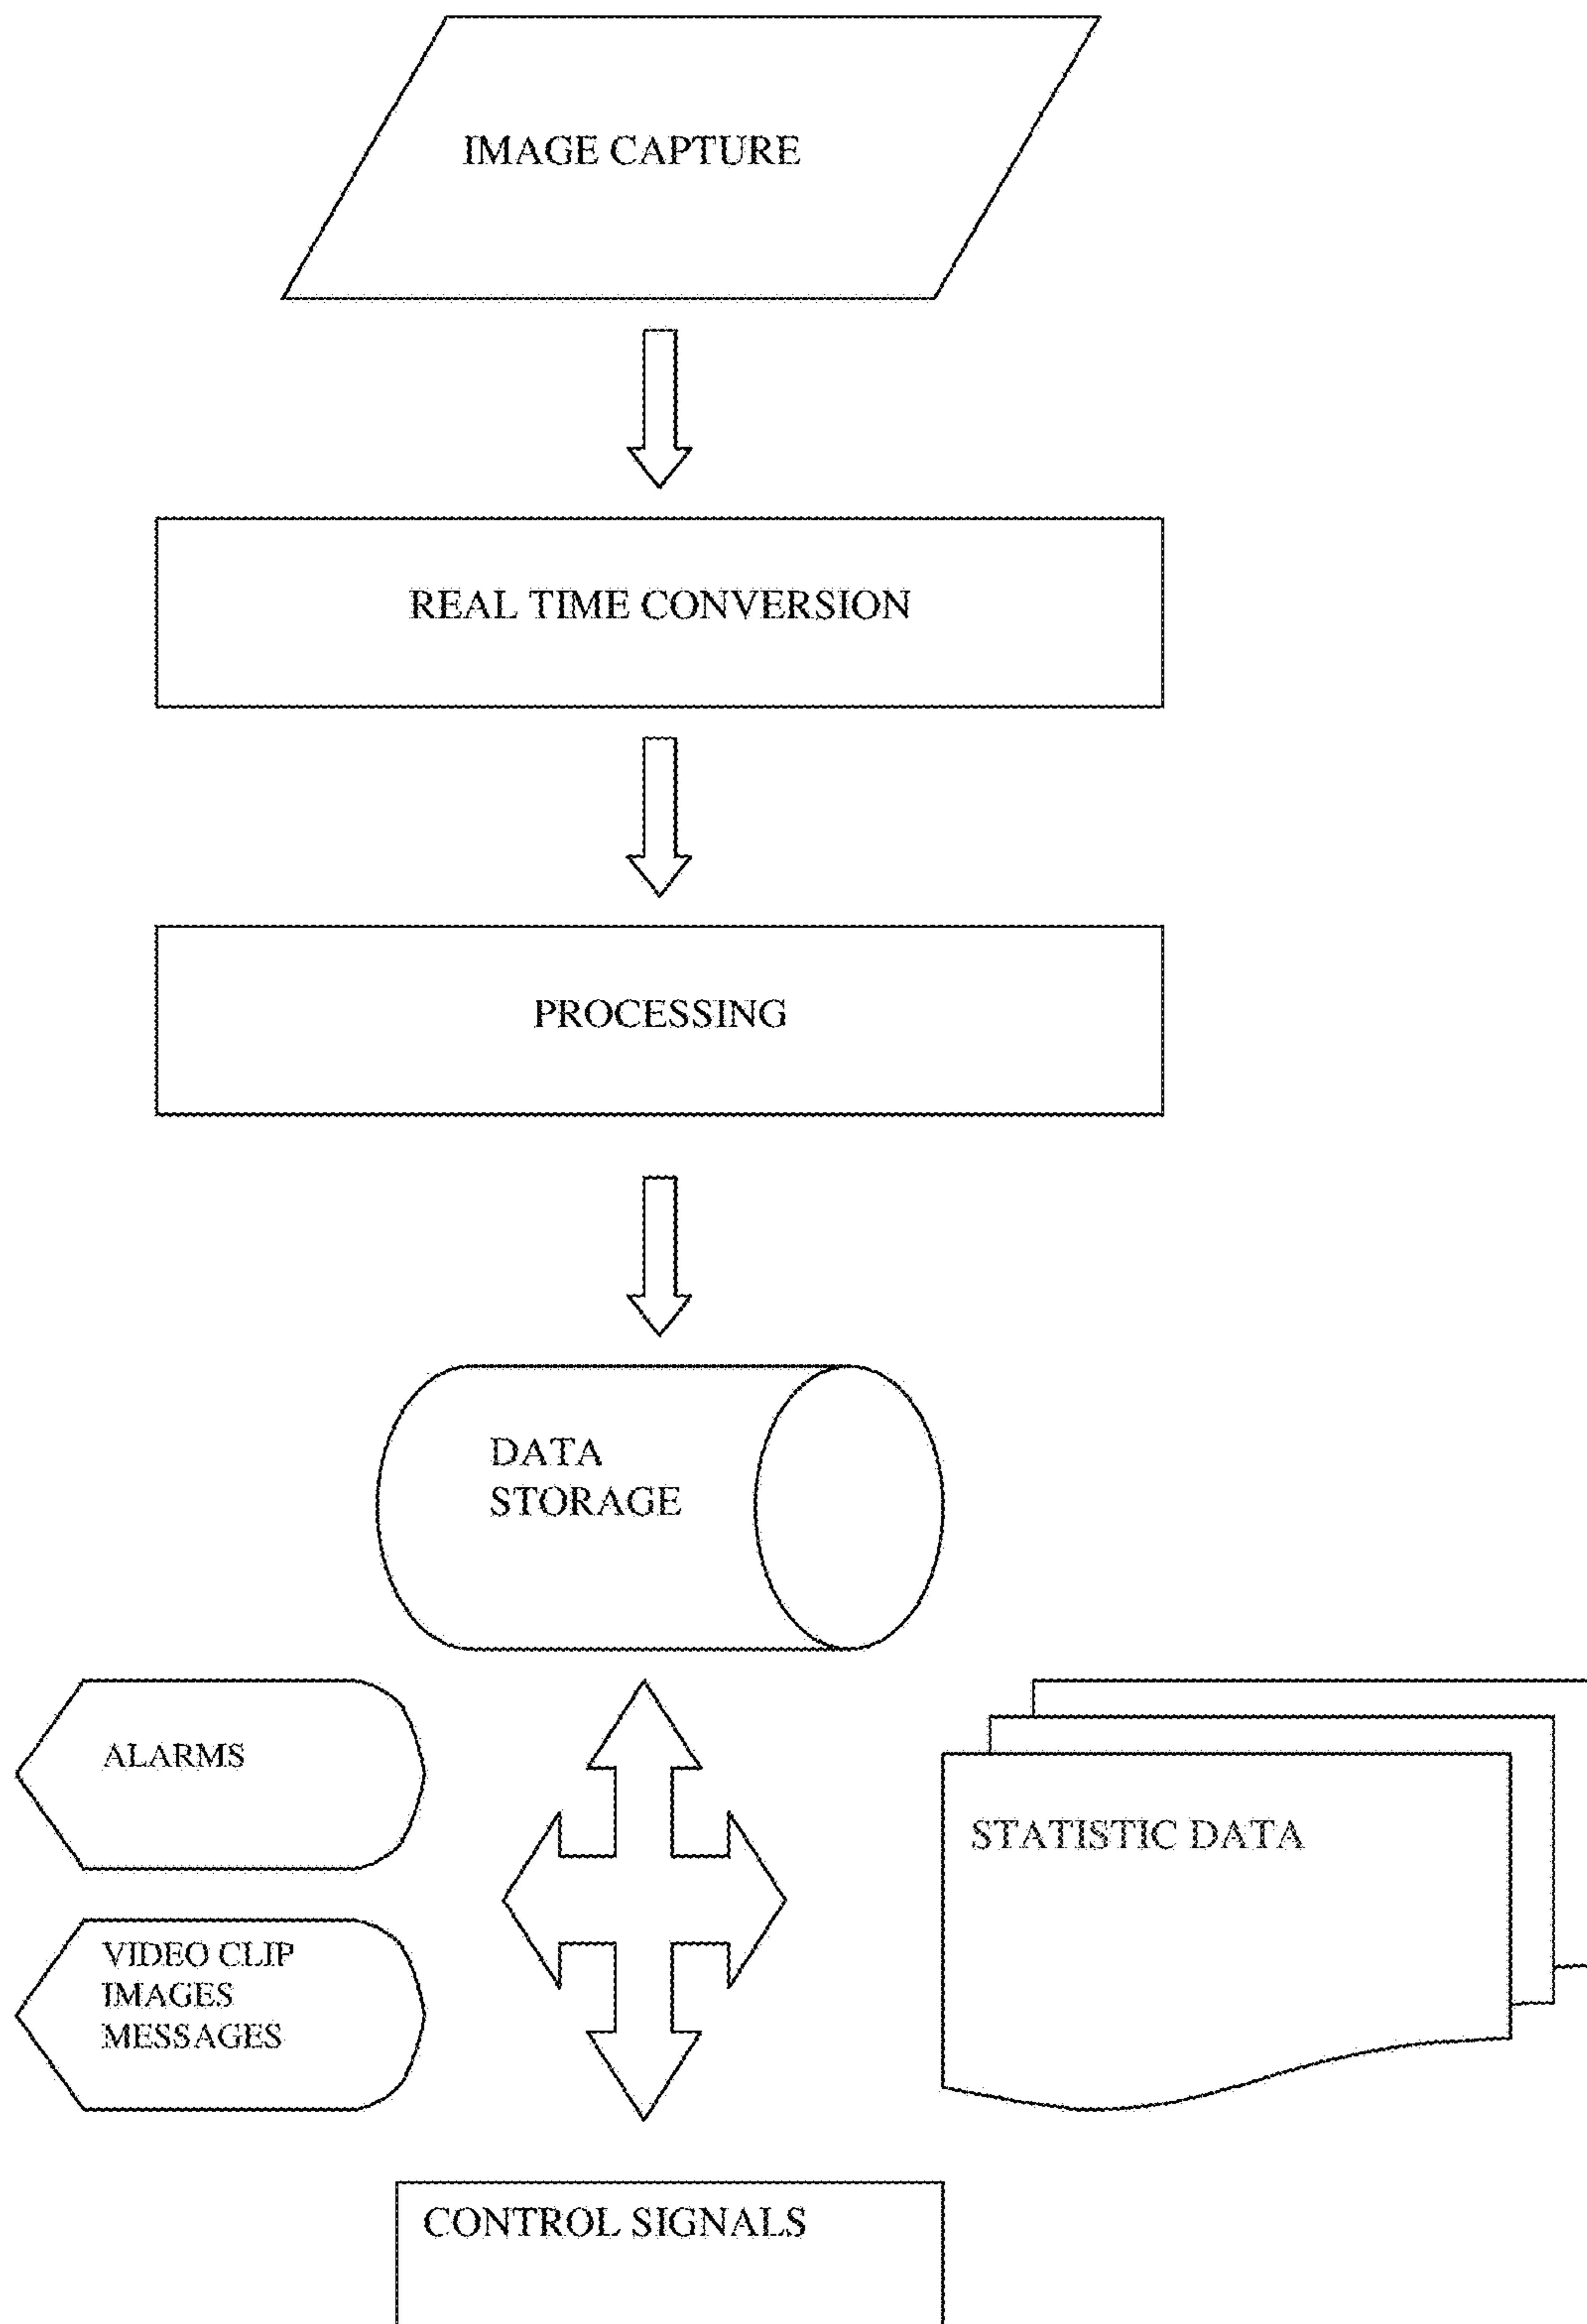 IMAGE CAPTURE
REAL TIME CONVERSION
PROCESSING
DATA
STORAGE
ALARMS
STATISTIC DATA
VIDEO CLIP
IMAGES
MESSAGES
CONTROL SIGNALS